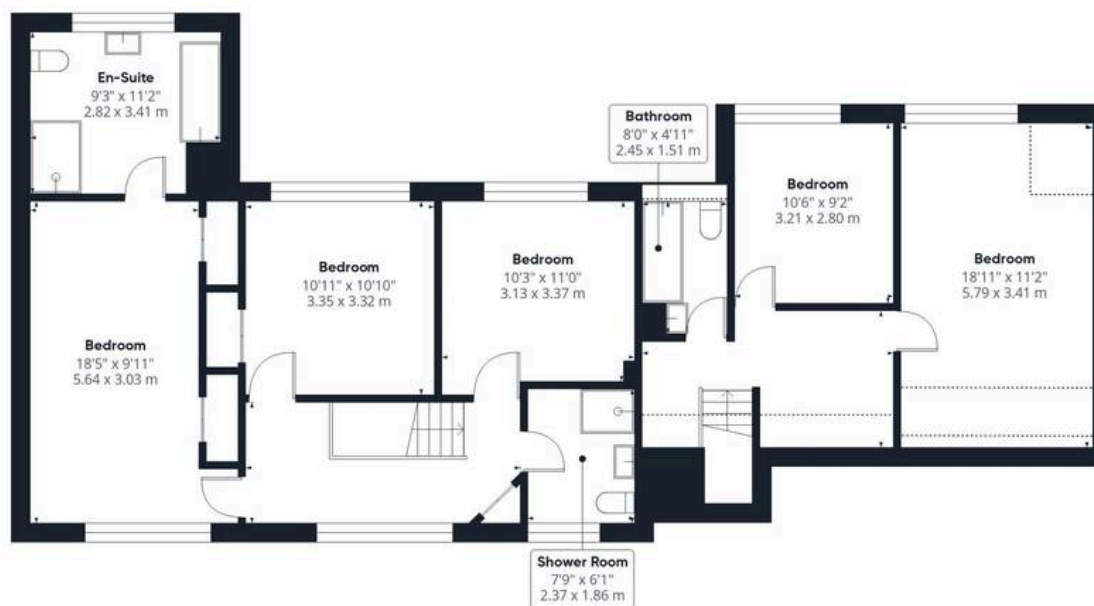 En-Suite
9'3" x 11'2"
2.82 x 3.41 m
Bathroom
8'0" x 4'11"
2.45 x 1.51 m
Bedroom
10'6" x 9'2"
3.21 x 2.80 m
Bedroom
18'11" x 11'2"
5.79 x 3.41 m
Bedroom
10'11" x 10'10"
3.35 x 3.32 m
Bedroom
10'3" x 11'0"
3.13 x 3.37 m
Bedroom
18'5" x 9'11"
5.64 x 3.03 m
Shower Room
7'9" x 6'1"
2.37 x 1.86 m